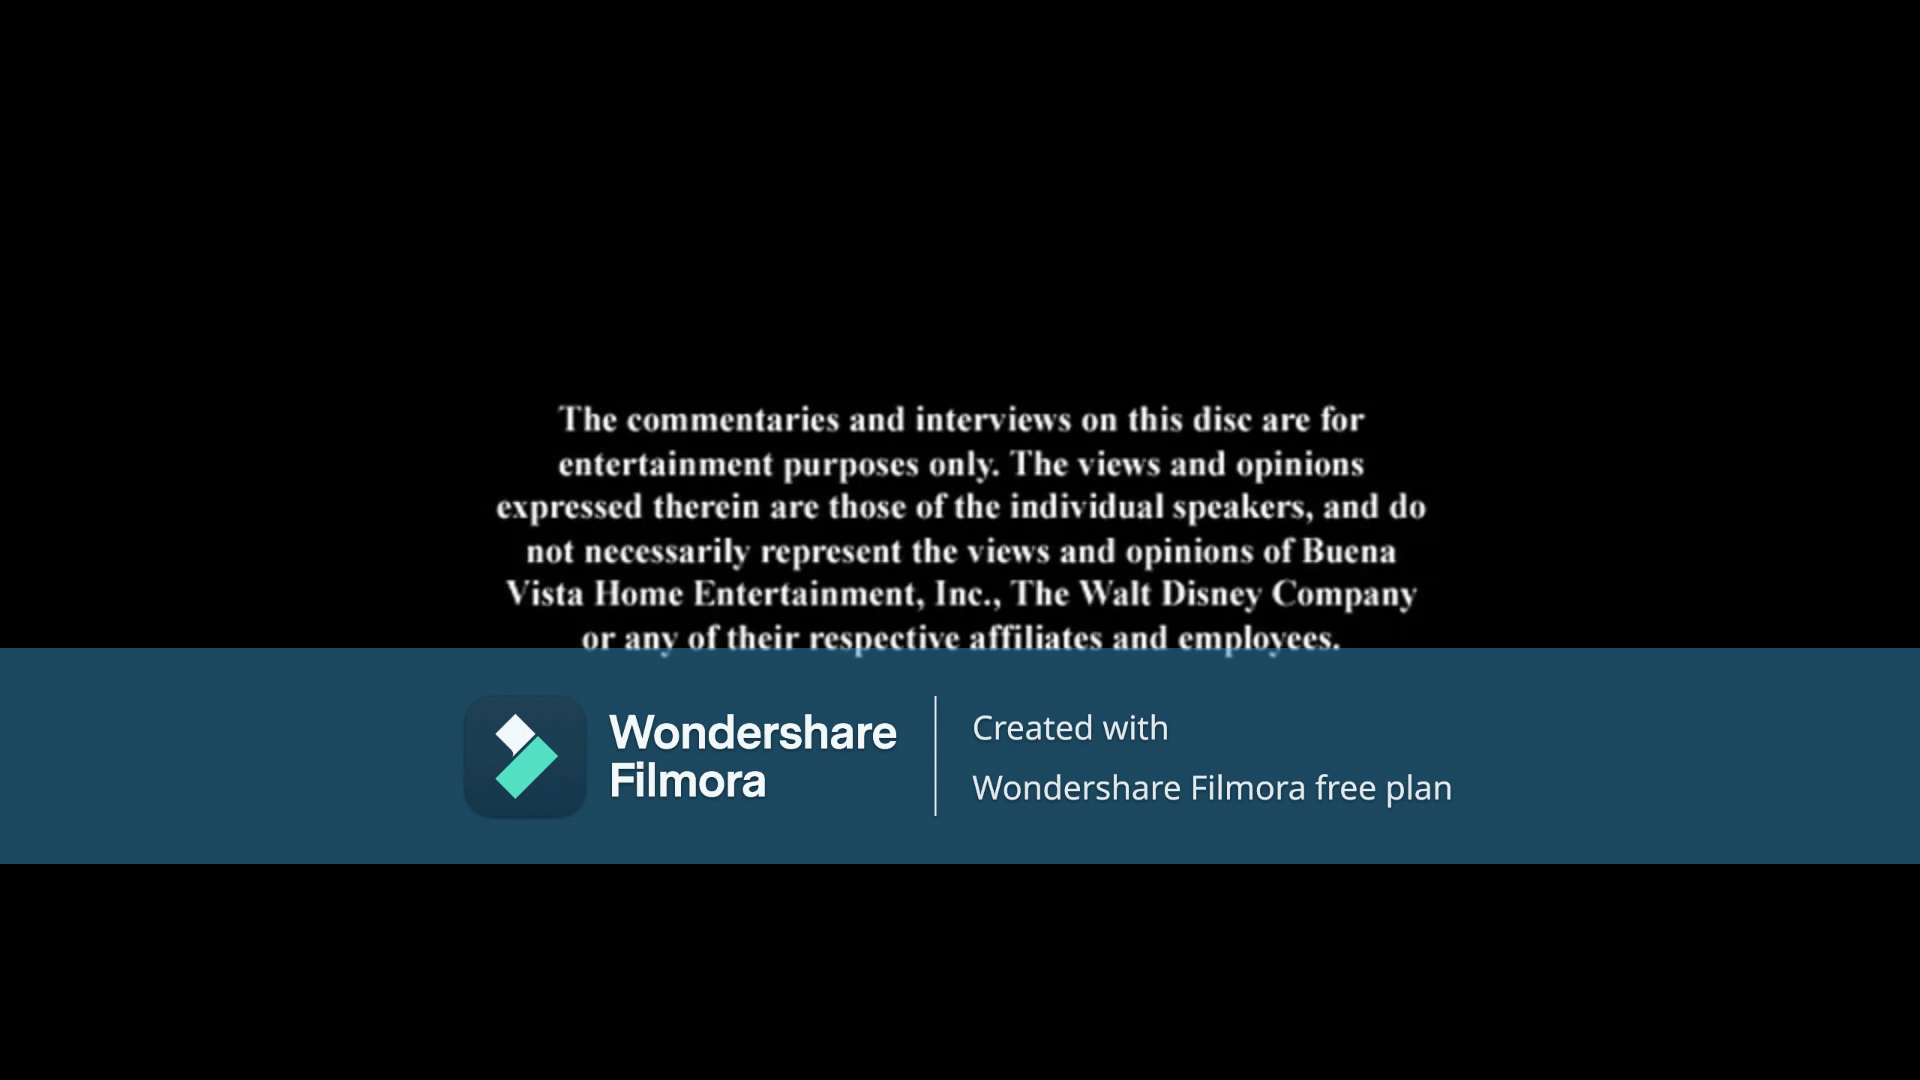 The commentaries and interviews on this disc are for
entertainment purposes only. The views and opinions
expressed therein are those of the individual speakers, and do
not necessarily represent the views and opinions of Buena
Vista Home Entertainment, Inc., The Walt Disney Company
or any of their respective affiliates and employees.
Wondershare
Filmora
Created with
Wondershare Filmora free plan